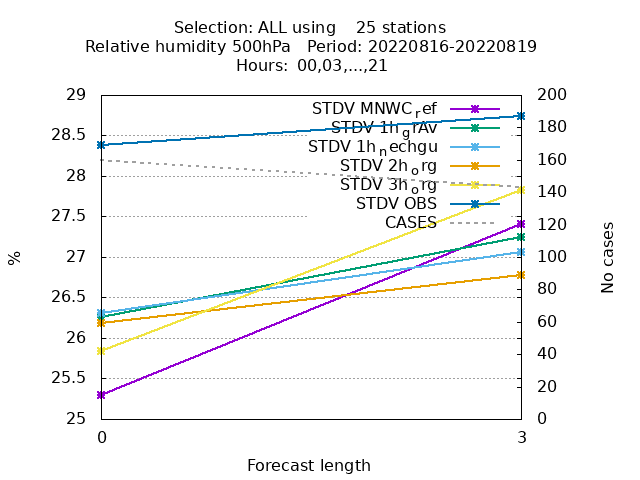 Selection: ALL using 25 stations
Relative humidity 500hPa Period: 20220816-20220819
Hours: 00,03,...,21
29
28.5
28
27.5
27
26.5
26
25.5
25
%
200
180
160
140
120
100
80
60
40
20
0
No cases
STDV MNWC_ref
STDV 1h_grAv
STDV 1h_nechgu
STDV 2h_org
STDV 3h_org
STDV OBS
CASES
0 3
Forecast length